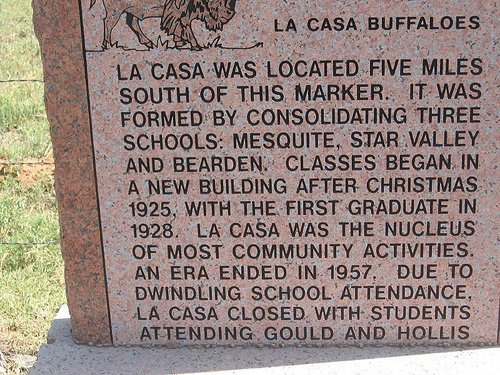 LA CASA BUFFALOES
LA CASA WAS LOCATED FIVE MILES
SOUTH OF THIS MARKER. IT WAS
FORMED BY CONSOLIDATING THREE
SCHOOLS: MESQUITE, STAR VALLEY
AND BEARDEN. CLASSES BEGAN IN
A NEW BUILDING AFTER CHRISTMAS
1925, WITH THE FIRST GRADUATE IN
1928. LA CASA WAS THE NUCLEUS
OF MOST COMMUNITY ACTIVITIES.
AN ERA ENDED IN 1957. DUE TO
DWINDLING SCHOOL ATTENDANCE,
LA CASA CLOSED WITH STUDENTS
ATTENDING GOULD AND HOLLIS